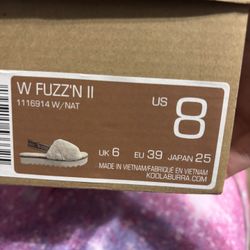 W FUZZ'N II
1116914 W/NAT
US 8
UK 6 EU 39 JAPAN 25
MADE IN VIETNAM/FABRIQUÉ EN VIETNAM
KOOLABURRA.COM